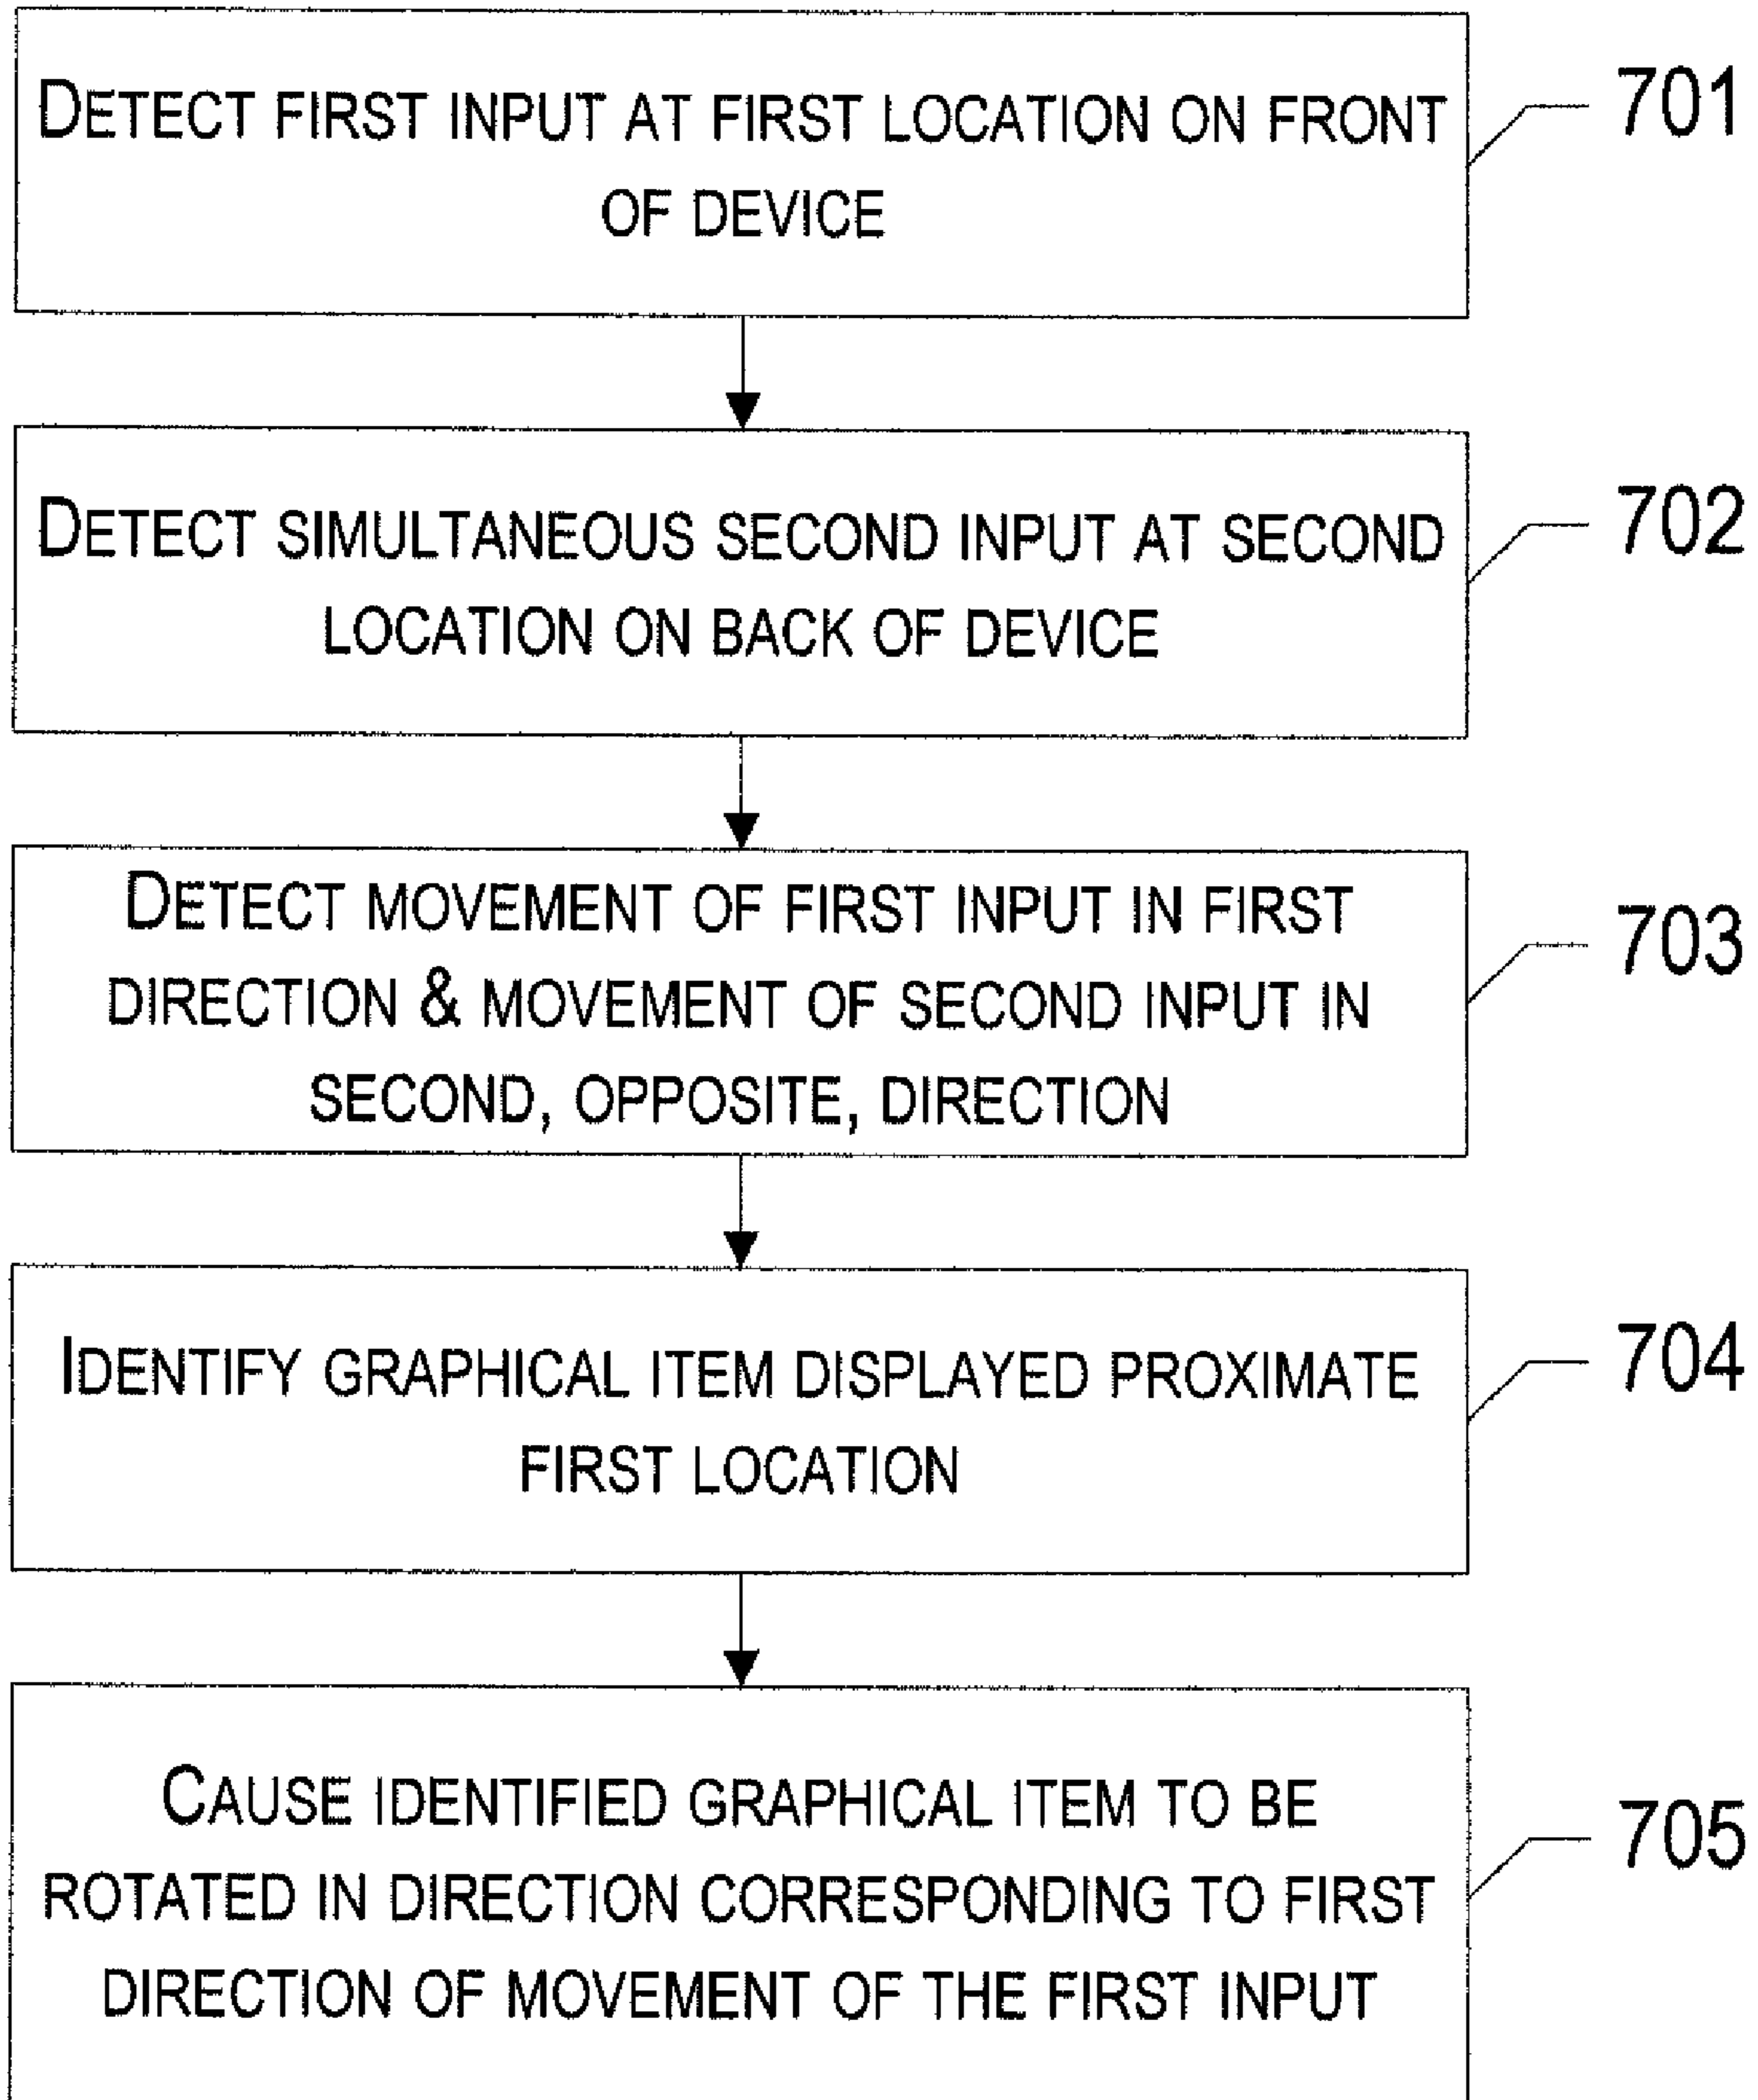 DETECT FIRST INPUT AT FIRST LOCATION ON FRONT
OF DEVICE
701
DETECT SIMULTANEOUS SECOND INPUT AT SECOND
LOCATION ON BACK OF DEVICE
702
DETECT MOVEMENT OF FIRST INPUT IN FIRST
DIRECTION & MOVEMENT OF SECOND INPUT IN
SECOND, OPPOSITE, DIRECTION
703
IDENTIFY GRAPHICAL ITEM DISPLAYED PROXIMATE
FIRST LOCATION
704
CAUSE IDENTIFIED GRAPHICAL ITEM TO BE
ROTATED IN DIRECTION CORRESPONDING TO FIRST
DIRECTION OF MOVEMENT OF THE FIRST INPUT
705